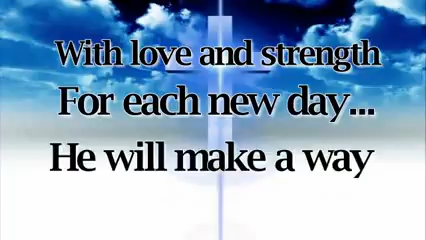 With love and strength
For each new day...
He will make a way